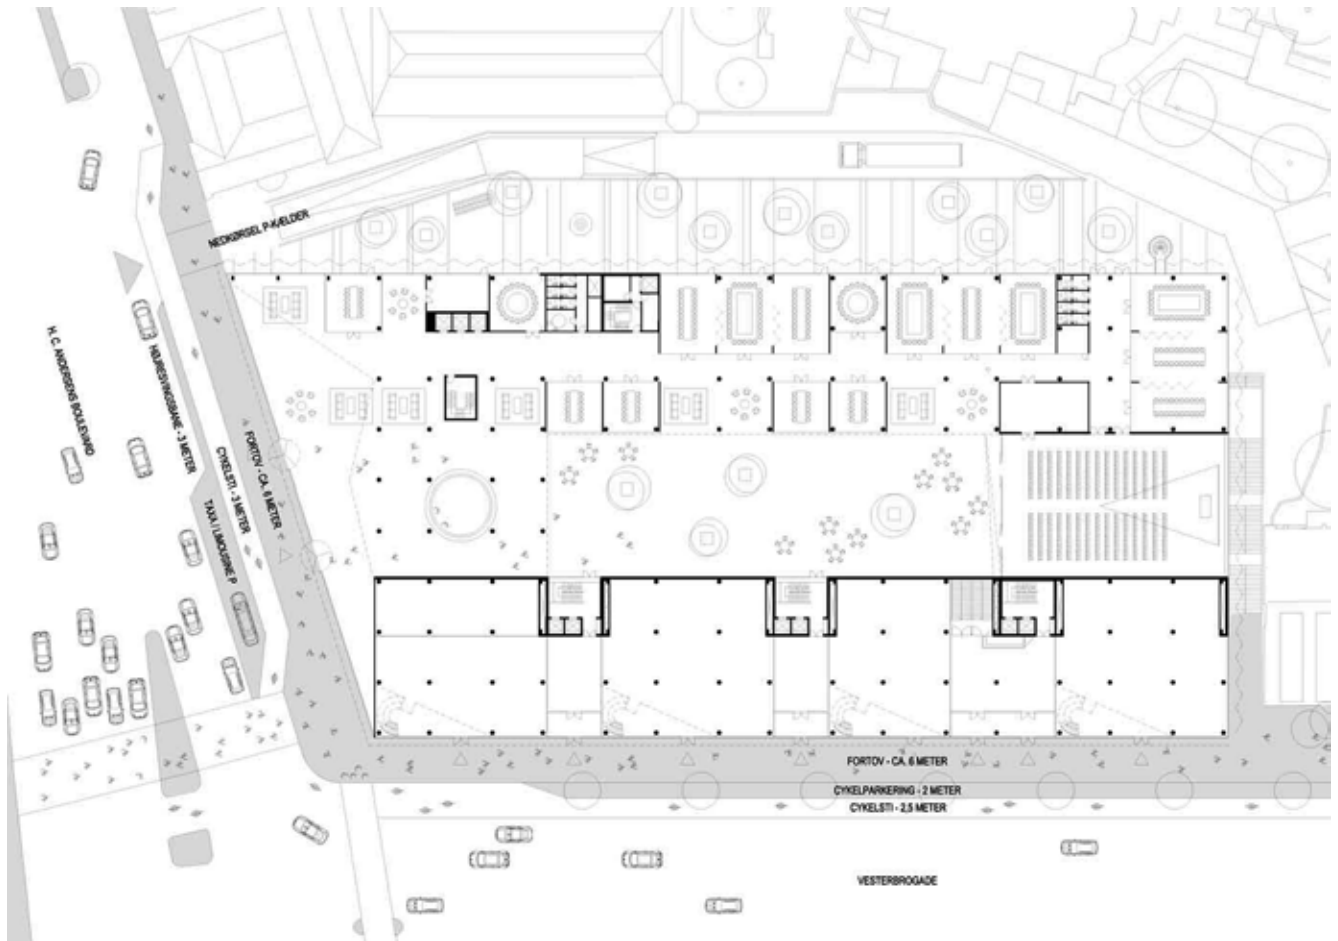 NEDKØRSEL P-KÆLDER
H. C. ANDERSENS BOULEVARD
HØJRESVINGSBANE - 3 METER
CYKELSTI - 3 METER
FORTOV - CA. 6 METER
TAXA / LIMOUSINE P
FORTOV - CA. 6 METER
CYKELPARKERING - 2 METER
CYKELSTI - 2,5 METER
VESTERBROGADE